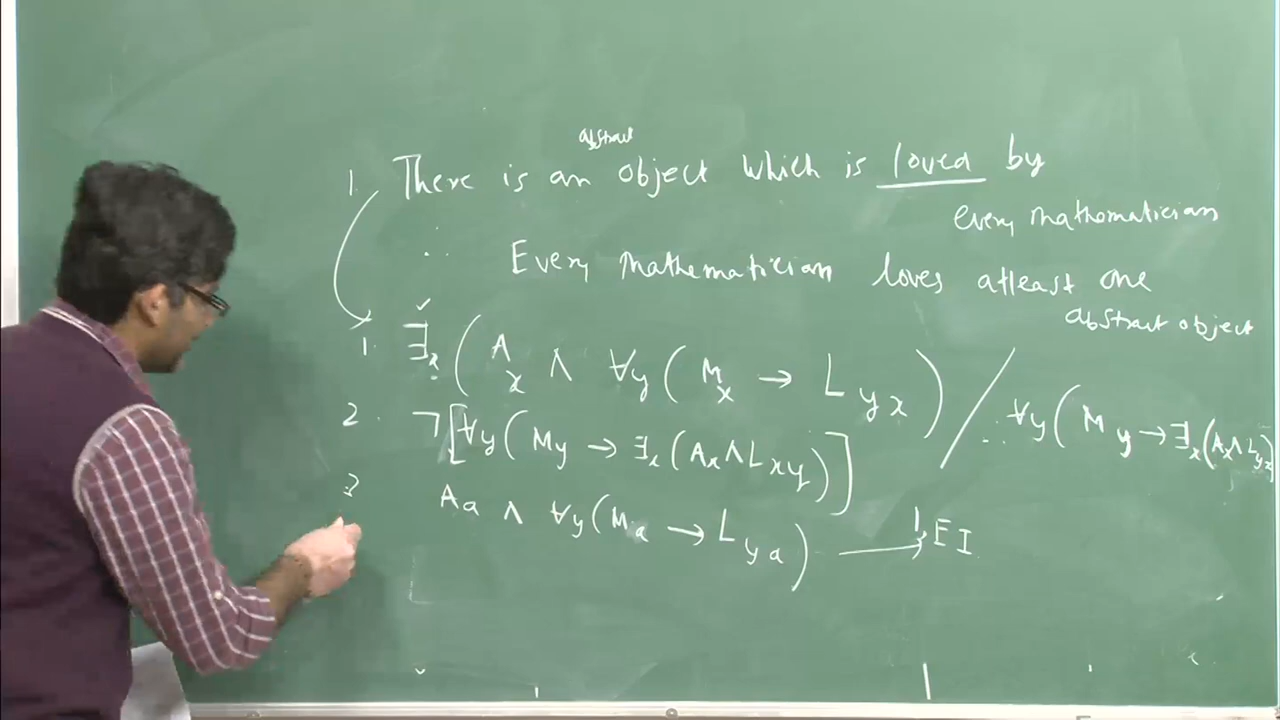 abstract
1. There is an object which is loved by
every mathematician
∴ Every mathematician loves atleast one
abstract object
1. ∃x (Ax ∧ ∀y (Mx → Lyx)) / ∴ ∀y (My → ∃x (Ax ∧ Lyx)
2. ¬[∀y (My → ∃x (Ax ∧ Lxy)]
3 Aa ∧ ∀y (Ma → Lya) → 1, EI